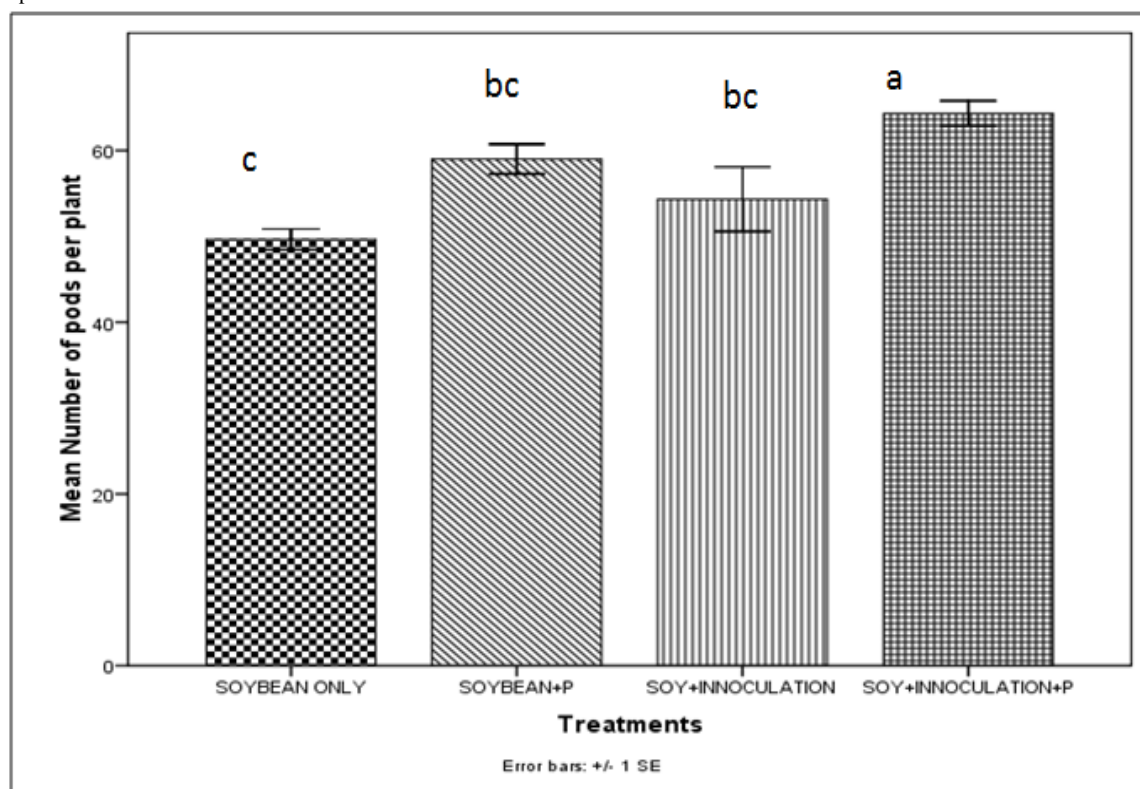 a
bc
bc
c
60
40
20
0
Mean Number of pods per plant
SOYBEAN ONLY SOYBEAN+P SOY+INNOCULATION SOY+INNOCULATION+P
Treatments
Error bars: +/- 1 SE